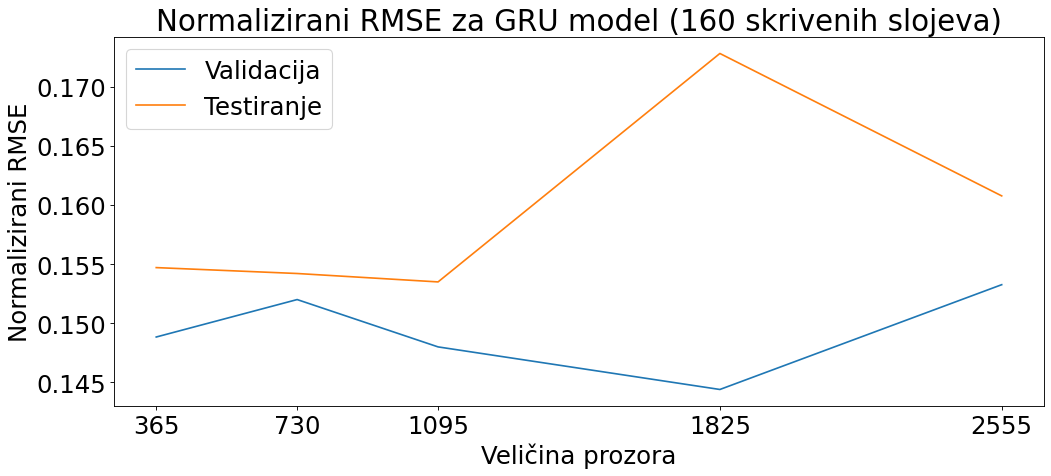 Normalizirani RMSE za GRU model (160 skrivenih slojeva)
Validacija
Testiranje
Normalizirani RMSE
0.170
0.165
0.160
0.155
0.150
0.145
365 730 1095 1825 2555
Veličina prozora